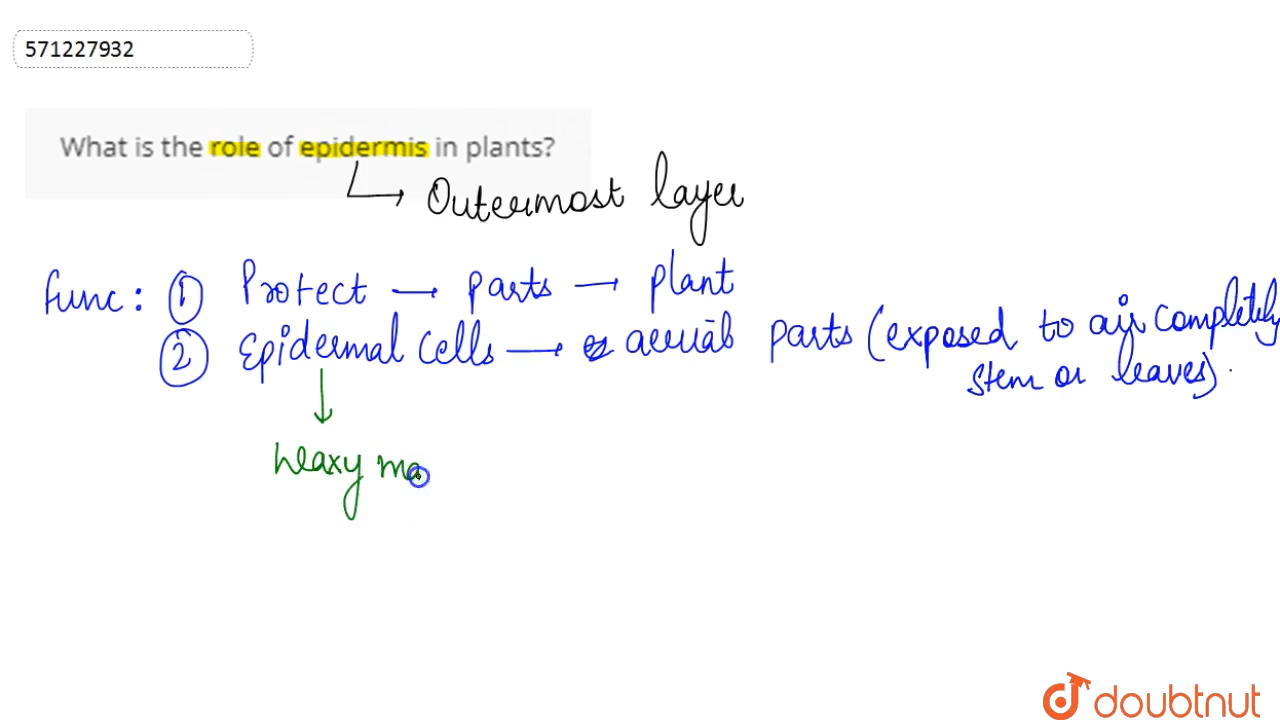 571227932
What is the role of epidermis in plants?
Outermost layer
func: ① Protect → parts → plant
② Epidermal cells → aerial parts (exposed to air completely
stem or leaves)
Waxy ma
doubtnut